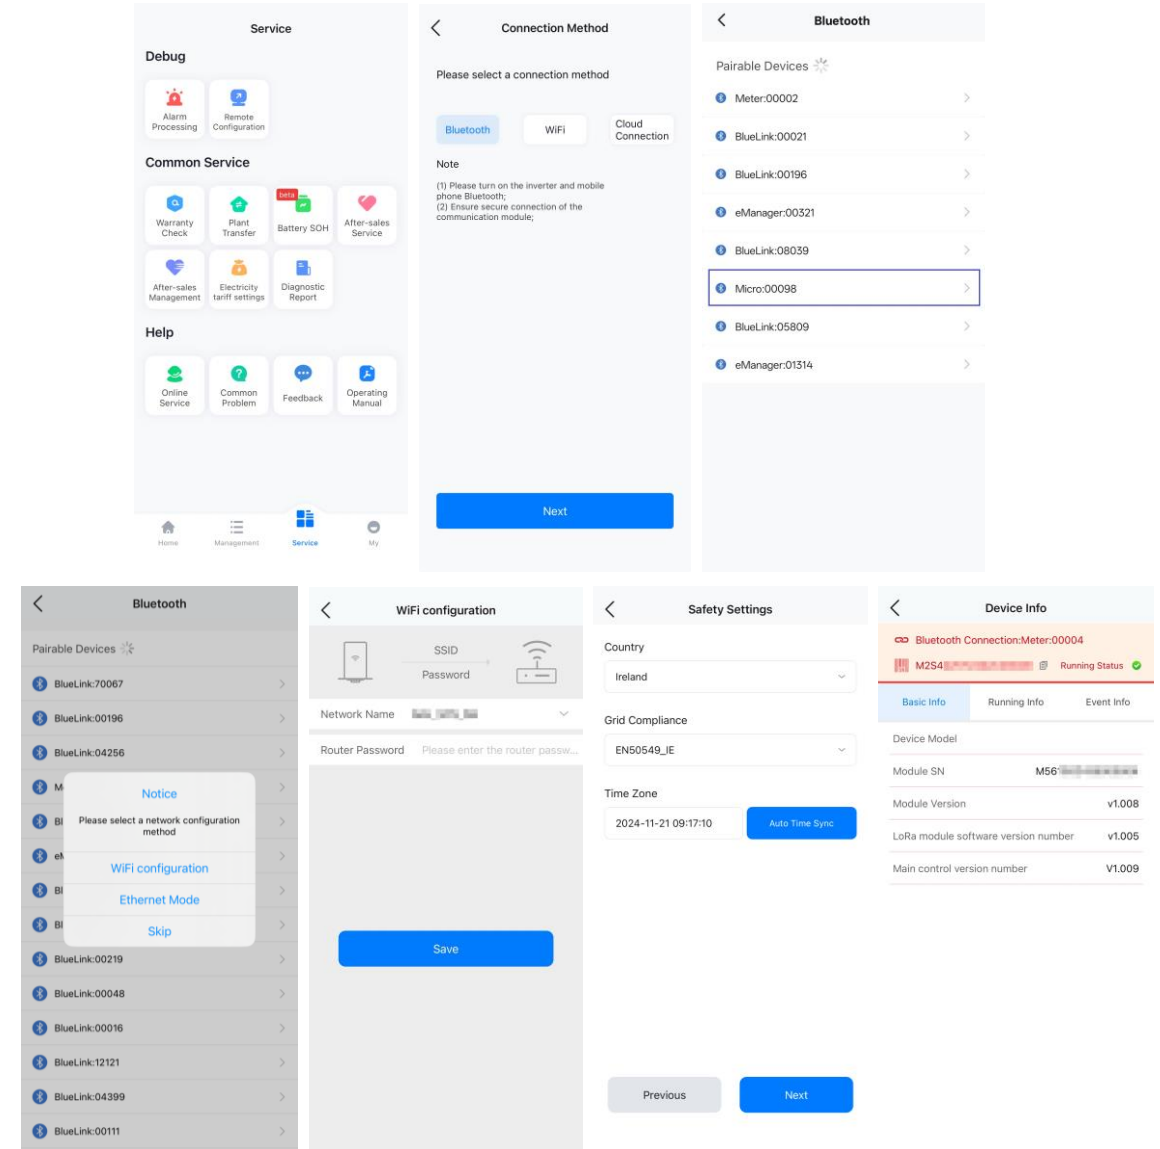 Service
Debug
Alarm
Processing
Remote
Configuration
Common Service
Warranty
Check
Plant
Transfer
beta
Battery SOH
After-sales
Service
After-sales
Management
Electricity
tariff settings
Diagnostic
Report
Help
Online
Service
Common
Problem
Feedback
Operating
Manual
Home
Management
Service
My
Connection Method
Please select a connection method
Bluetooth
WiFi
Cloud
Connection
Note
(1) Please turn on the inverter and mobile
phone Bluetooth;
(2) Ensure secure connection of the
communication module;
Next
Bluetooth
Pairable Devices
Meter:00002
BlueLink:00021
BlueLink:00196
eManager:00321
BlueLink:08039
Micro:00098
BlueLink:05809
eManager:01314
Bluetooth
Pairable Devices
BlueLink:70067
BlueLink:00196
BlueLink:04256
Notice
Please select a network configuration
method
WiFi configuration
Ethernet Mode
Skip
BlueLink:00219
BlueLink:00048
BlueLink:00016
BlueLink:12121
BlueLink:04399
BlueLink:00111
WiFi configuration
SSID
Password
Network Name
Router Password Please enter the router passw...
Save
Safety Settings
Country
Ireland
Grid Compliance
EN50549_IE
Time Zone
2024-11-21 09:17:10
Auto Time Sync
Previous
Next
Device Info
Bluetooth Connection:Meter:00004
M2S4 Running Status
Basic Info
Running Info
Event Info
Device Model
Module SN M56
Module Version v1.008
LoRa module software version number v1.005
Main control version number V1.009